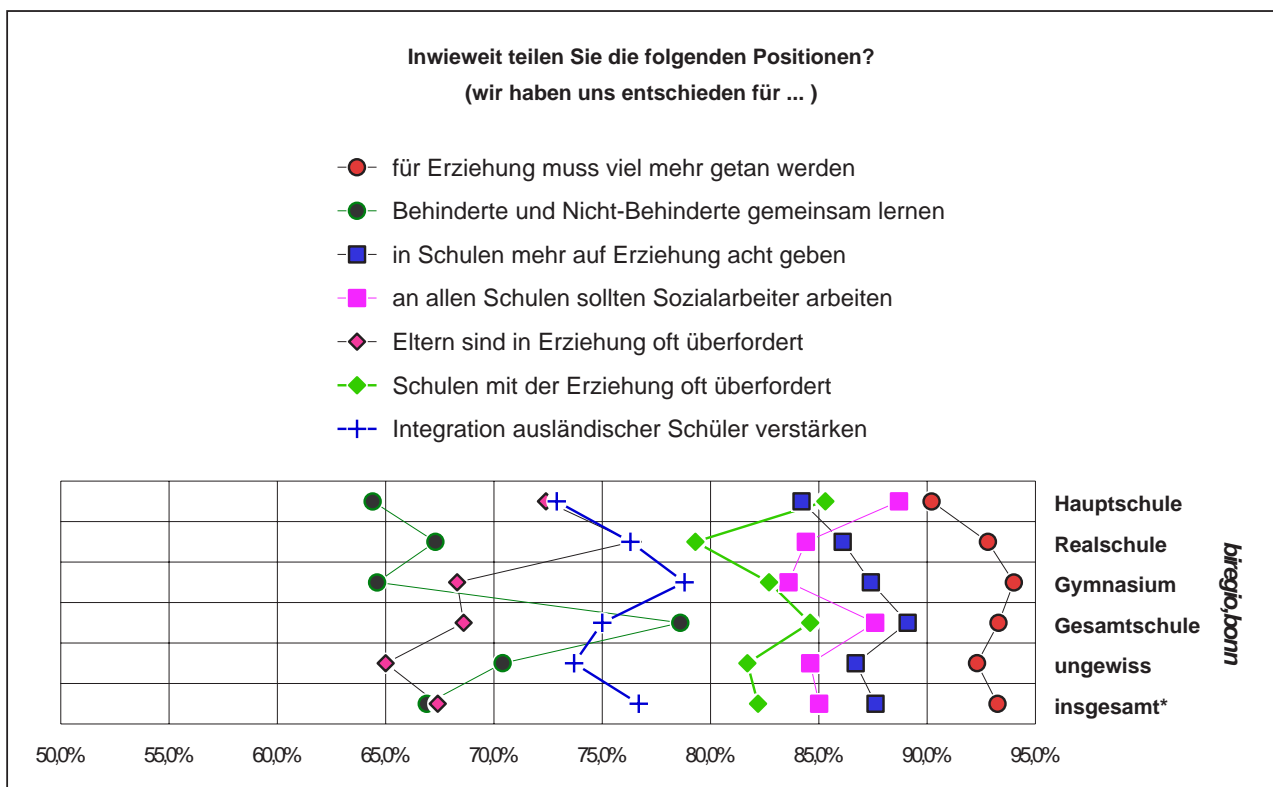 Inwieweit teilen Sie die folgenden Positionen?
(wir haben uns entschieden für ... )
für Erziehung muss viel mehr getan werden
Behinderte und Nicht-Behinderte gemeinsam lernen
in Schulen mehr auf Erziehung acht geben
an allen Schulen sollten Sozialarbeiter arbeiten
Eltern sind in Erziehung oft überfordert
Schulen mit der Erziehung oft überfordert
Integration ausländischer Schüler verstärken
Hauptschule
Realschule
Gymnasium
Gesamtschule
ungewiss
insgesamt*
biregio,bonn
50,0% 55,0% 60,0% 65,0% 70,0% 75,0% 80,0% 85,0% 90,0% 95,0%